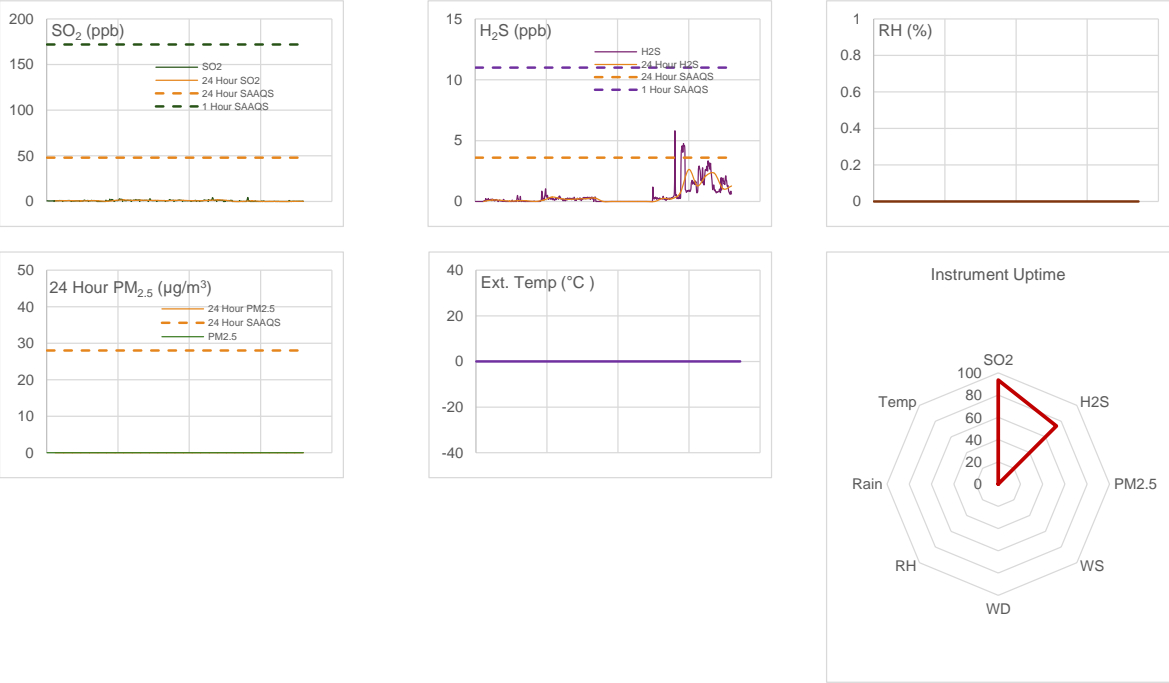 SO2 (ppb)
200
150
100
50
0
SO2
24 Hour SO2
24 Hour SAAQS
1 Hour SAAQS
H2S (ppb)
15
10
5
0
H2S
24 Hour H2S
24 Hour SAAQS
1 Hour SAAQS
RH (%)
1
0.8
0.6
0.4
0.2
0
24 Hour PM2.5 (µg/m³)
50
40
30
20
10
0
24 Hour PM2.5
24 Hour SAAQS
PM2.5
Ext. Temp (°C )
40
20
0
-20
-40
Instrument Uptime
SO2
H2S
PM2.5
WS
WD
RH
Rain
Temp
100
80
60
40
20
0